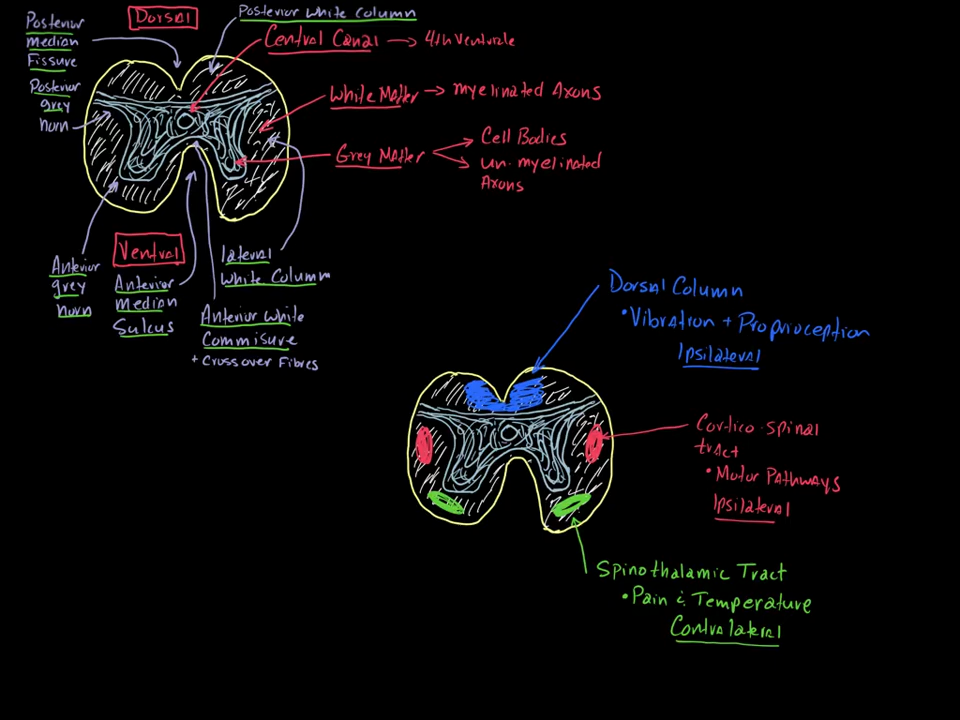 Posterior
median
Fissure
Dorsal
Posterior White Column
Central Canal → 4th Ventricle
Posterior
grey
horn
White Matter → myelinated Axons
Grey Matter
Cell Bodies
un-myelinated
Axons
Anterior
grey
horn
Ventral
Anterior
median
Sulcus
lateral
White Column
Anterior White
Commisure
+ Crossover Fibres
Dorsal Column
• Vibration + Proprioception
Ipsilateral
Cortico-spinal
tract
• Motor Pathways
Ipsilateral
Spinothalamic Tract
• Pain & Temperature
Contralateral